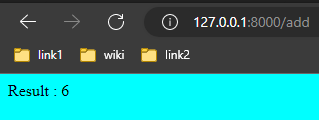 127.0.0.1:8000/add
link1 wiki link2
Result : 6